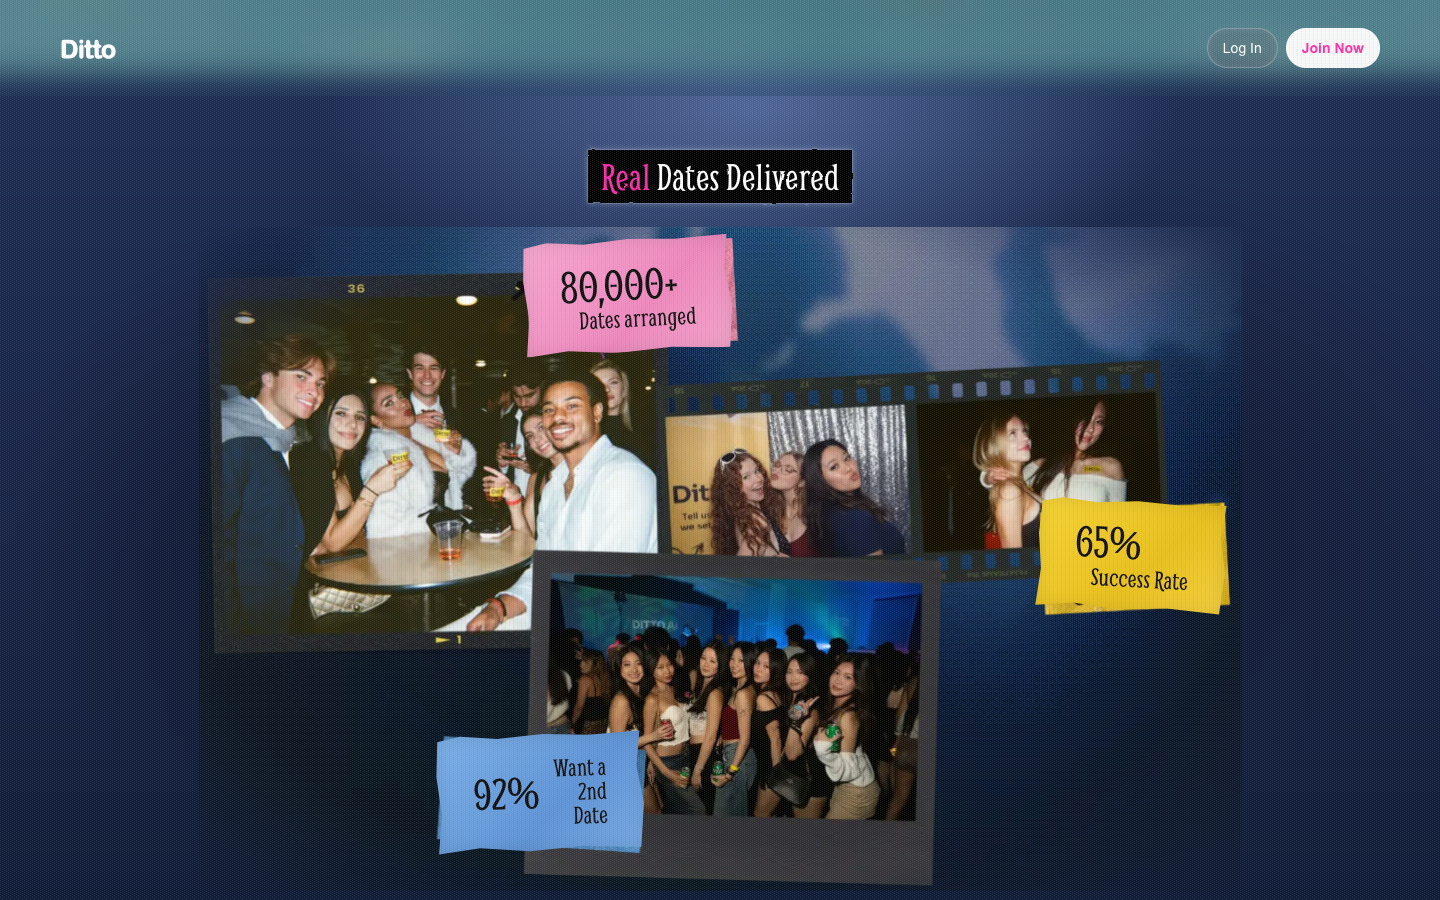 Ditto
Log In
Join Now
Real Dates Delivered
80,000+
Dates arranged
36
65%
Success Rate
1
92%
Want a
2nd
Date